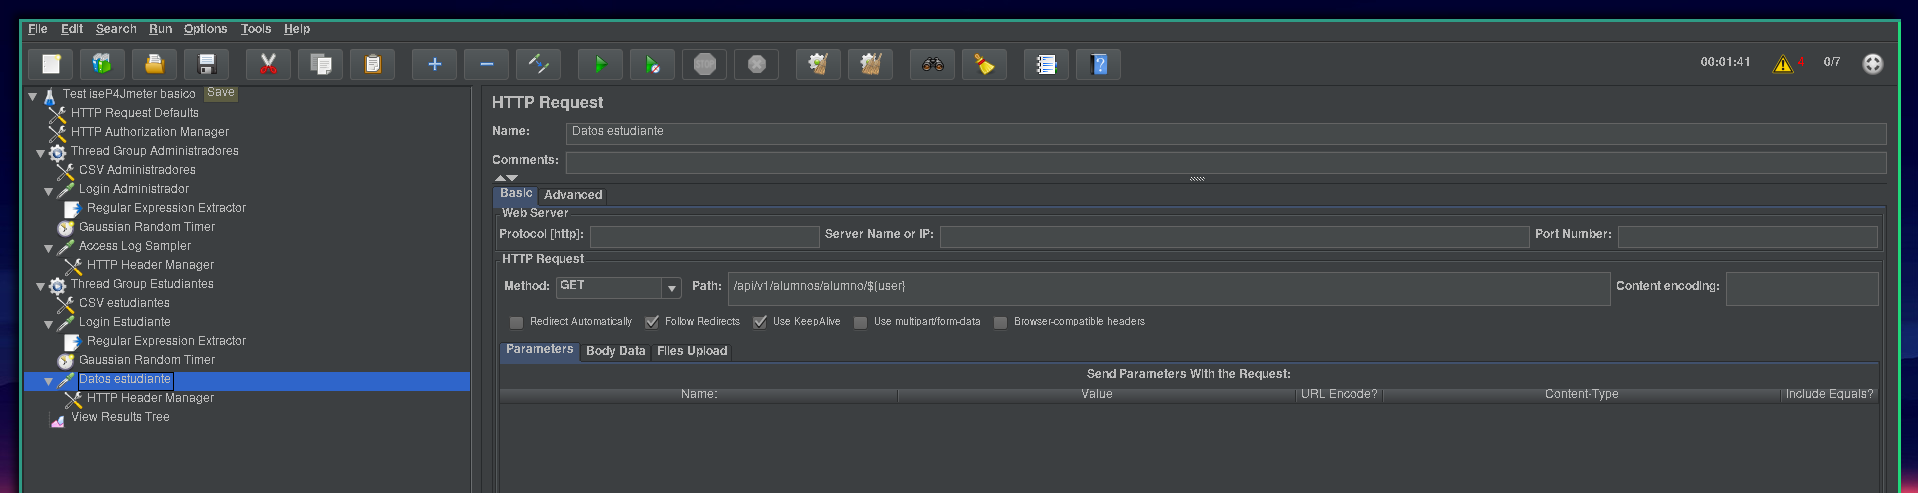 File Edit Search Run Options Tools Help
STOP
00:01:41 4 0/7
Test iseP4Jmeter basico
Save
HTTP Request Defaults
HTTP Authorization Manager
Thread Group Administradores
CSV Administradores
Login Administrador
Regular Expression Extractor
Gaussian Random Timer
Access Log Sampler
HTTP Header Manager
Thread Group Estudiantes
CSV estudiantes
Login Estudiante
Regular Expression Extractor
Gaussian Random Timer
Datos estudiante
HTTP Header Manager
View Results Tree
HTTP Request
Name: Datos estudiante
Comments:
Basic Advanced
Web Server
Protocol [http]: Server Name or IP: Port Number:
HTTP Request
Method: GET Path: /api/v1/alumnos/alumno/${user} Content encoding:
Redirect Automatically Follow Redirects Use KeepAlive Use multipart/form-data Browser-compatible headers
Parameters Body Data Files Upload
Send Parameters With the Request:
Name: Value URL Encode? Content-Type Include Equals?